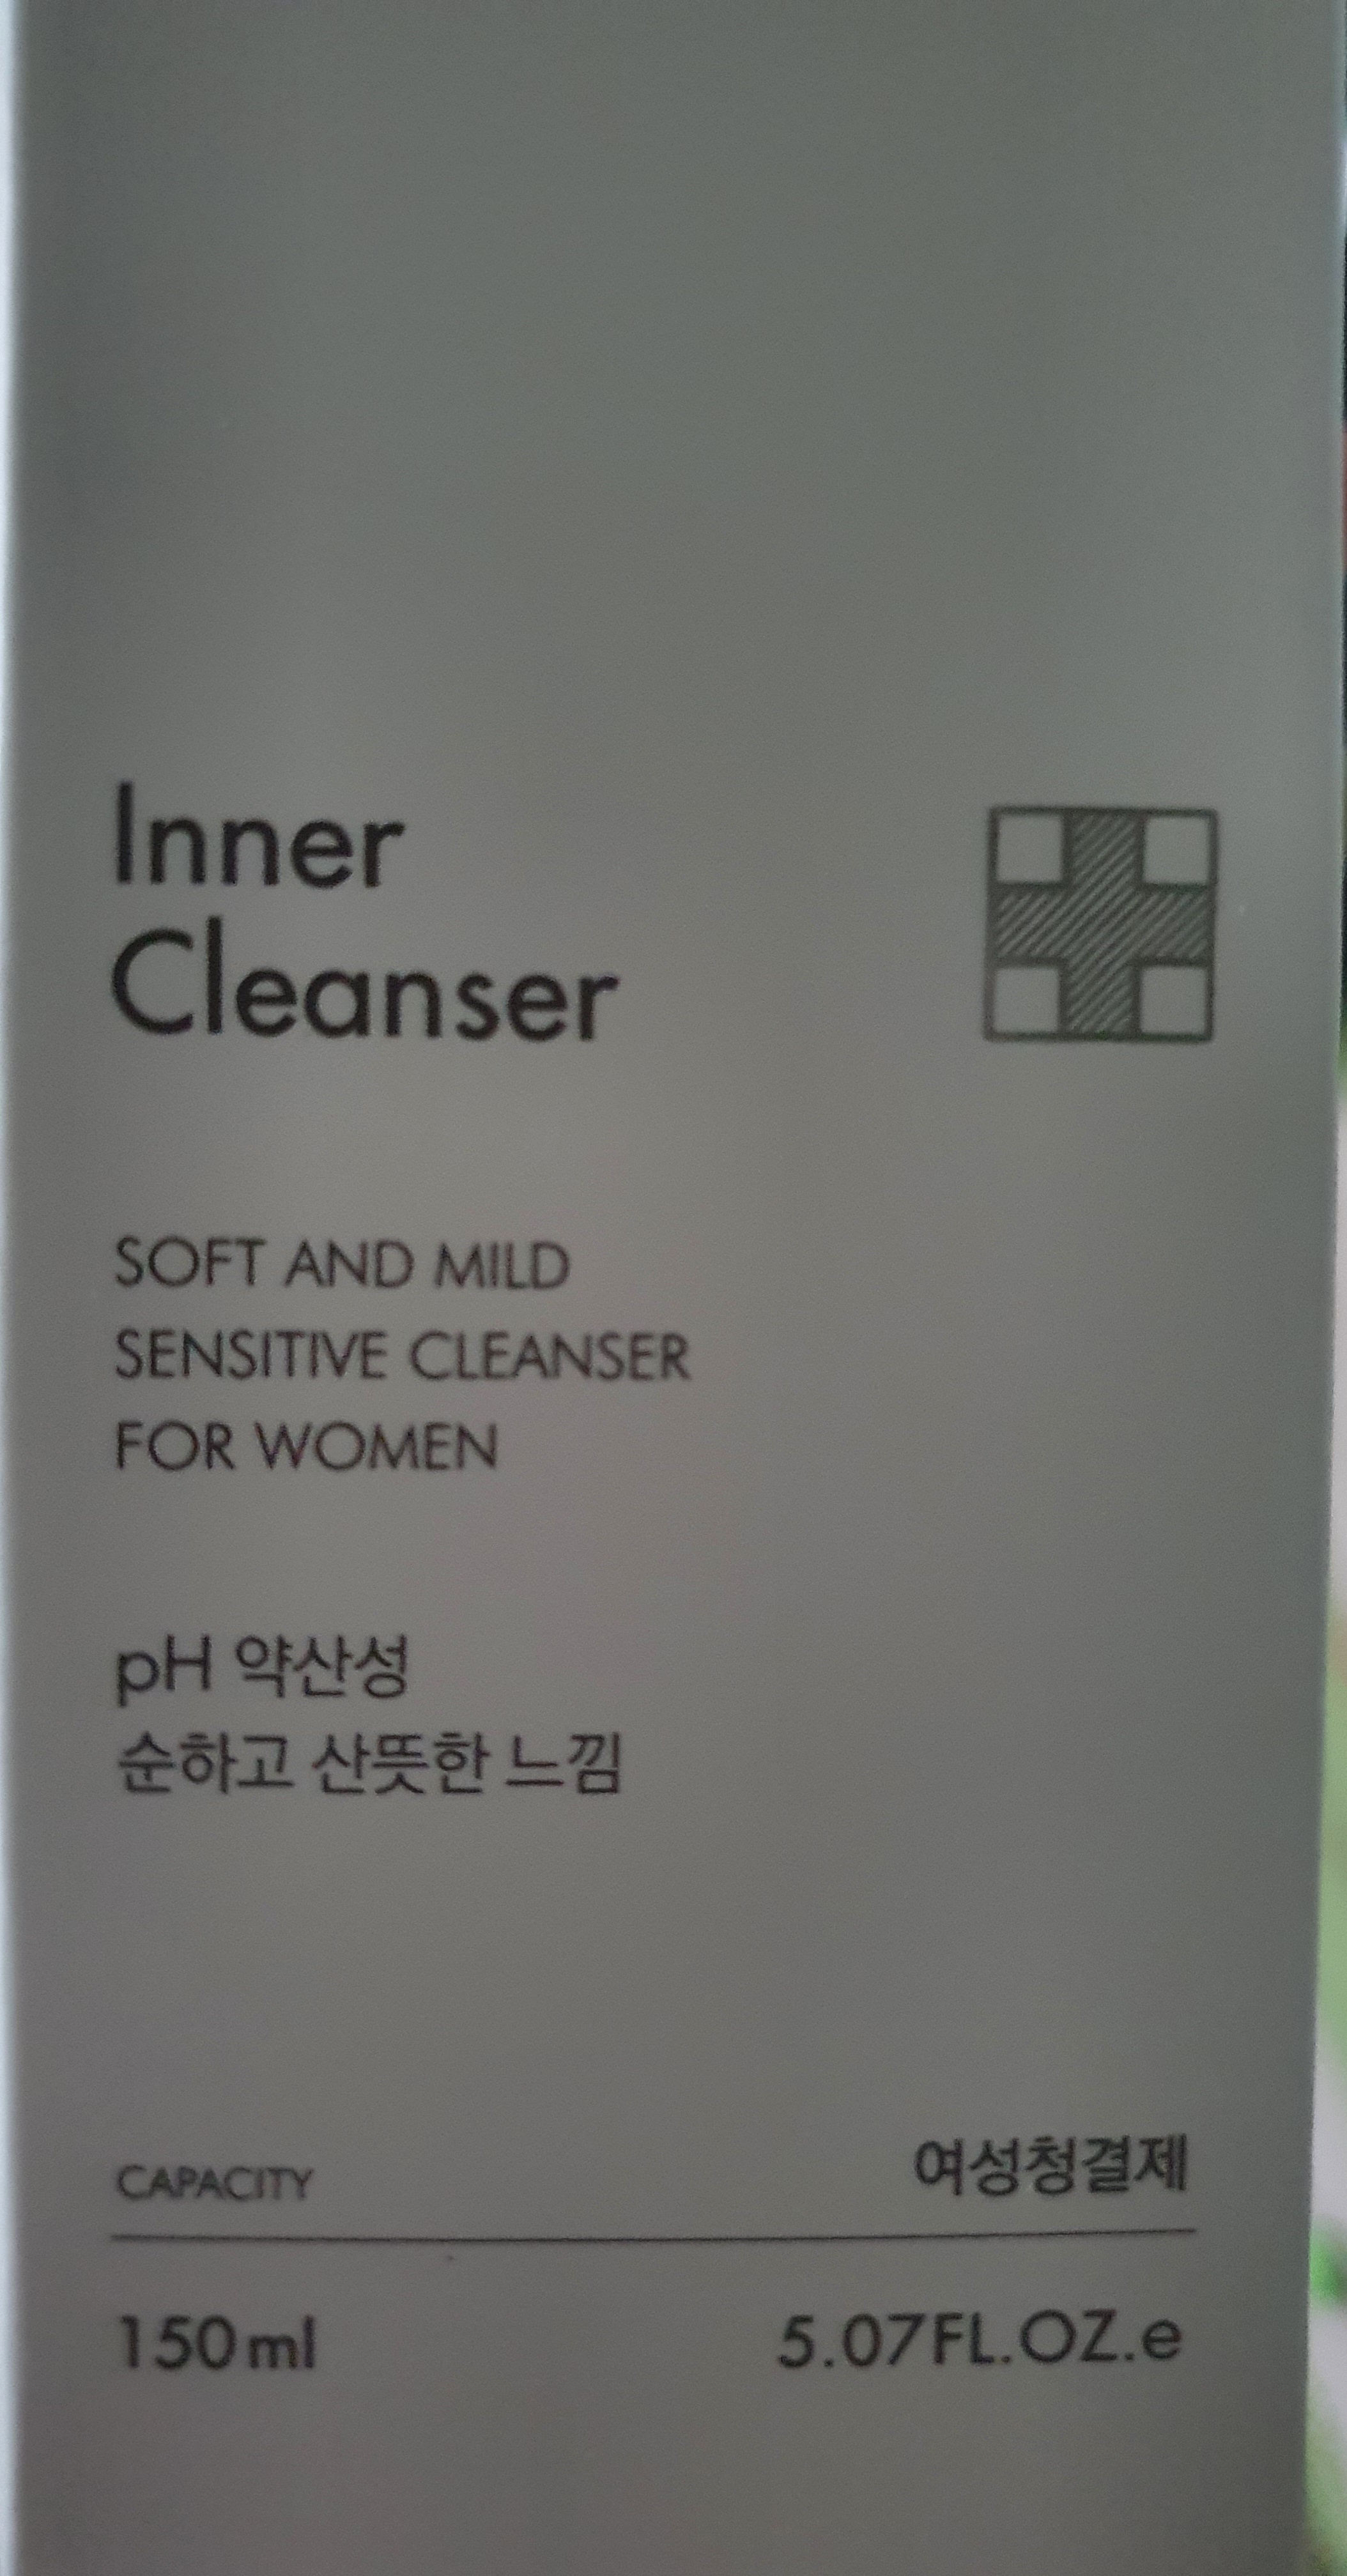 Inner
Cleanser
SOFT AND MILD
SENSITIVE CLEANSER
FOR WOMEN
pH 약산성
순하고 산뜻한 느낌
CAPACITY 여성청결제
150ml 5.07FL.OZ.e